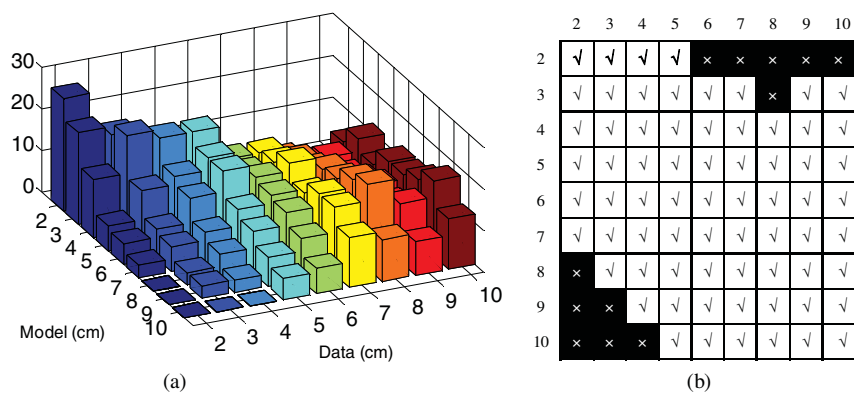 30
20
10
0
2
3
4
5
6
7
8
9
10
Model (cm)
2
3
4
5
6
7
8
9
10
Data (cm)
(a)
2 3 4 5 6 7 8 9 10
2 √ √ √ √ × × × × ×
3 √ √ √ √ √ √ × √ √
4 √ √ √ √ √ √ √ √ √
5 √ √ √ √ √ √ √ √ √
6 √ √ √ √ √ √ √ √ √
7 √ √ √ √ √ √ √ √ √
8 × √ √ √ √ √ √ √ √
9 × × √ √ √ √ √ √ √
10 × × × √ √ √ √ √ √
(b)